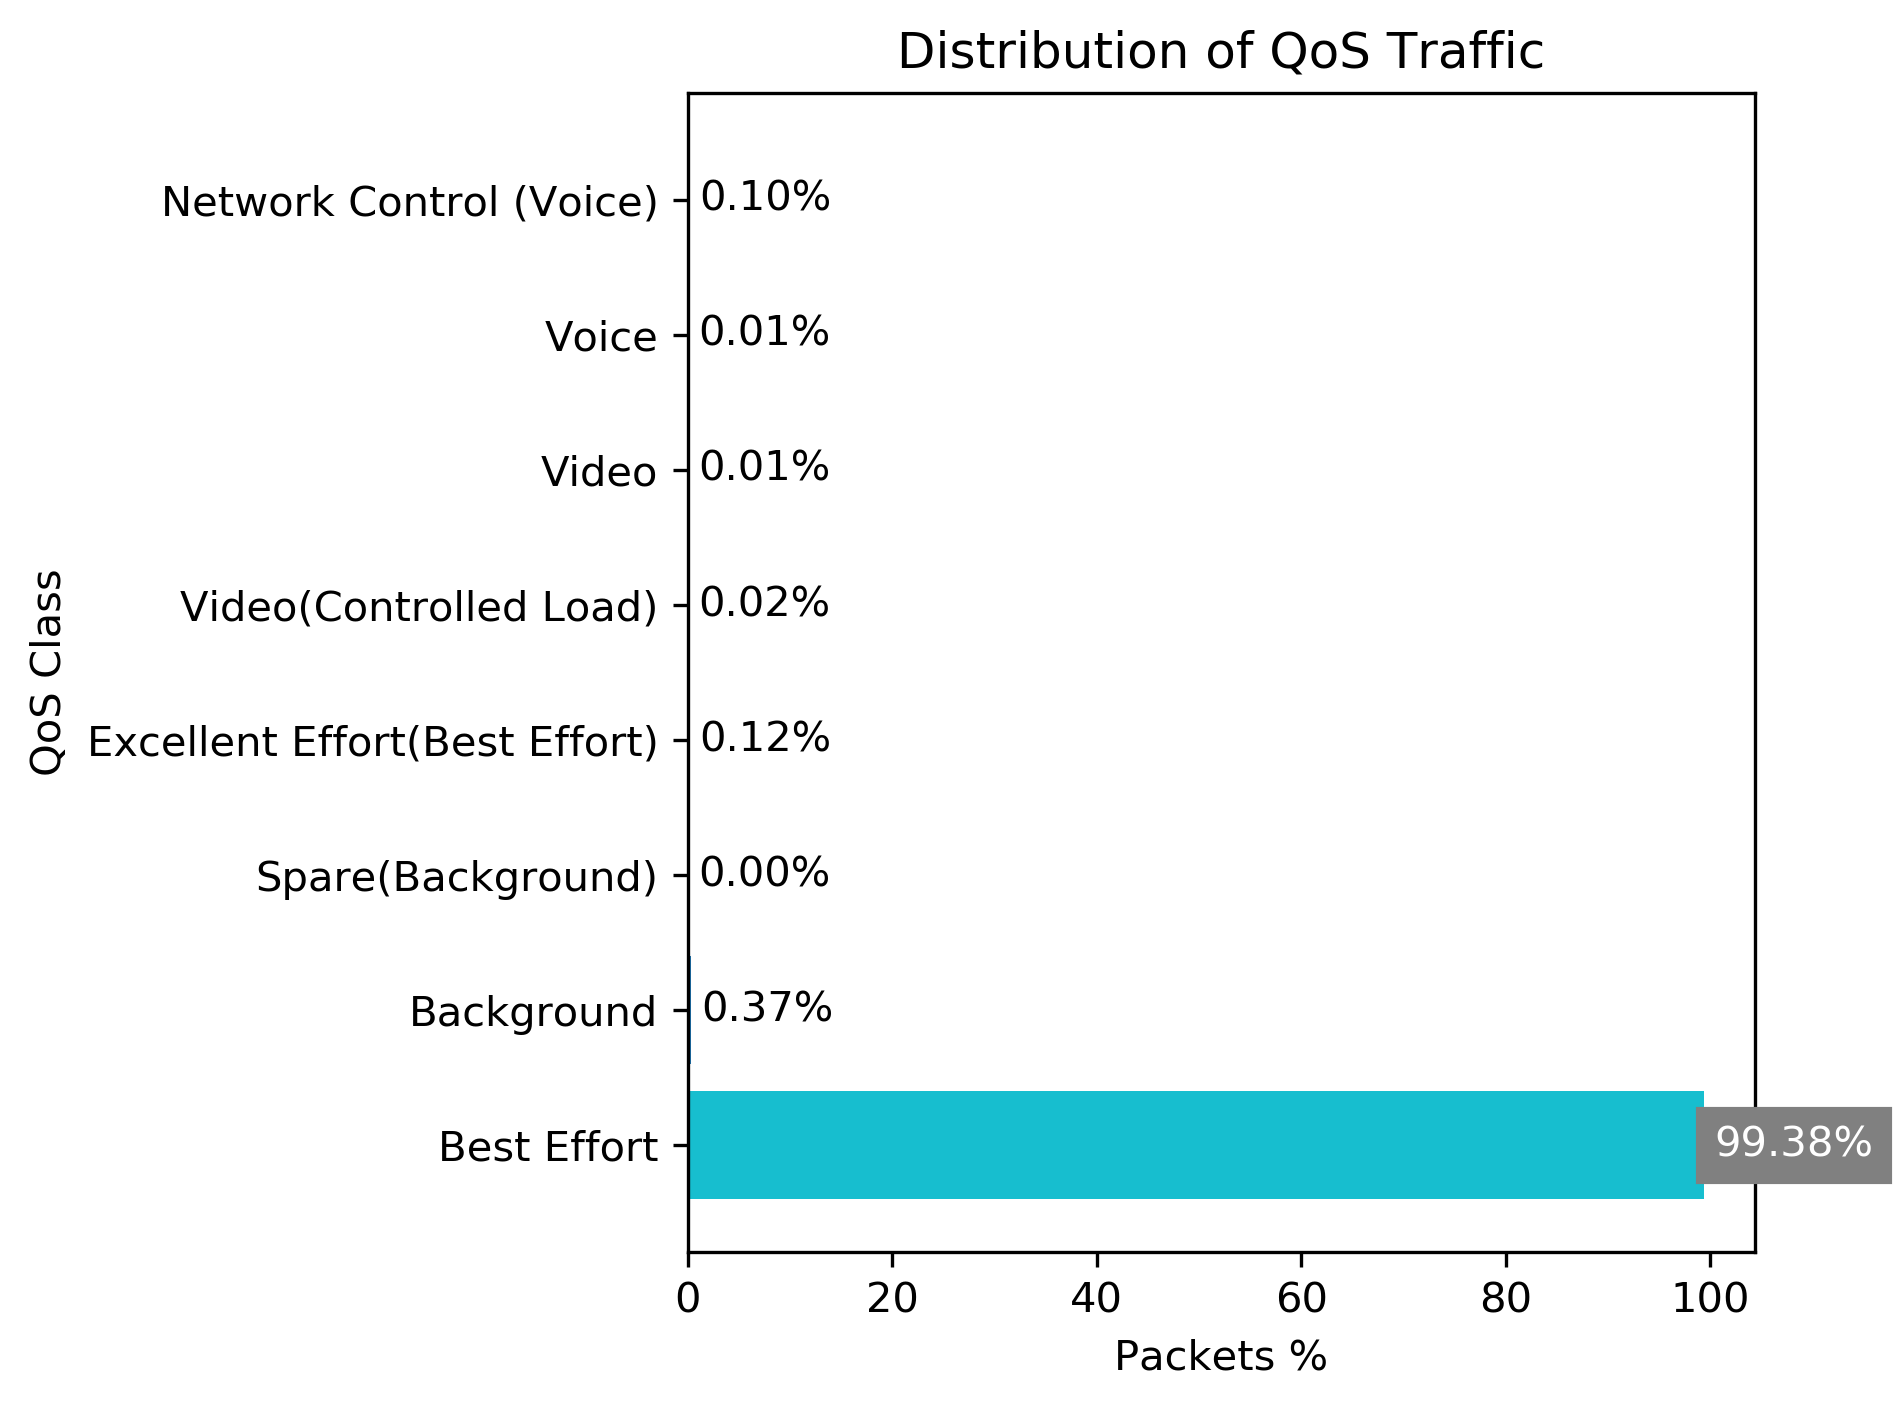 Distribution of QoS Traffic
Network Control (Voice) 0.10%
Voice 0.01%
Video 0.01%
Video(Controlled Load) 0.02%
Excellent Effort(Best Effort) 0.12%
Spare(Background) 0.00%
Background 0.37%
Best Effort 99.38%
QoS Class
0 20 40 60 80 100
Packets %